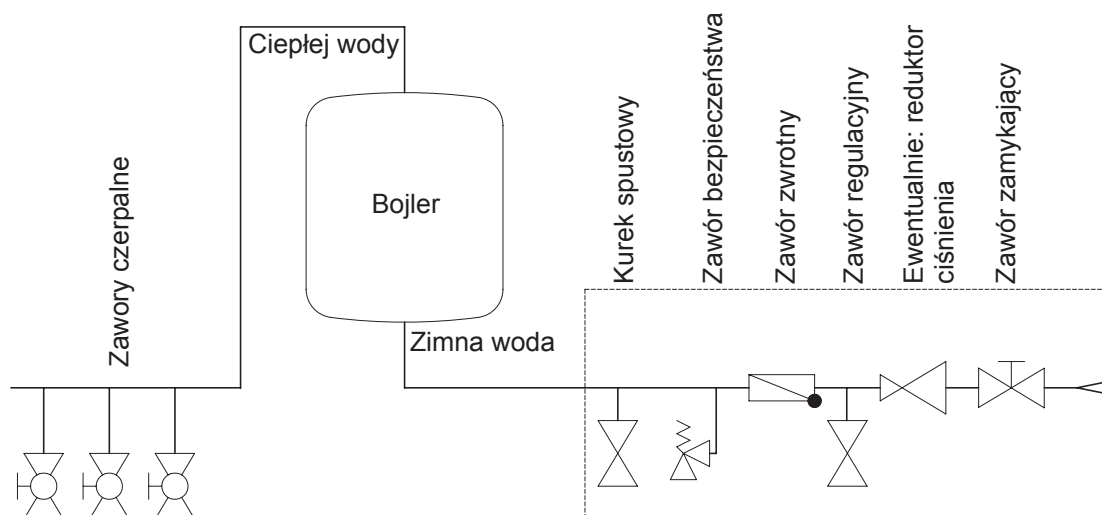 Ciepłej wody
Bojler
Zimna woda
Zawory czerpalne
Kurek spustowy
Zawór bezpieczeństwa
Zawór zwrotny
Zawór regulacyjny
Ewentualnie: reduktor
ciśnienia
Zawór zamykający